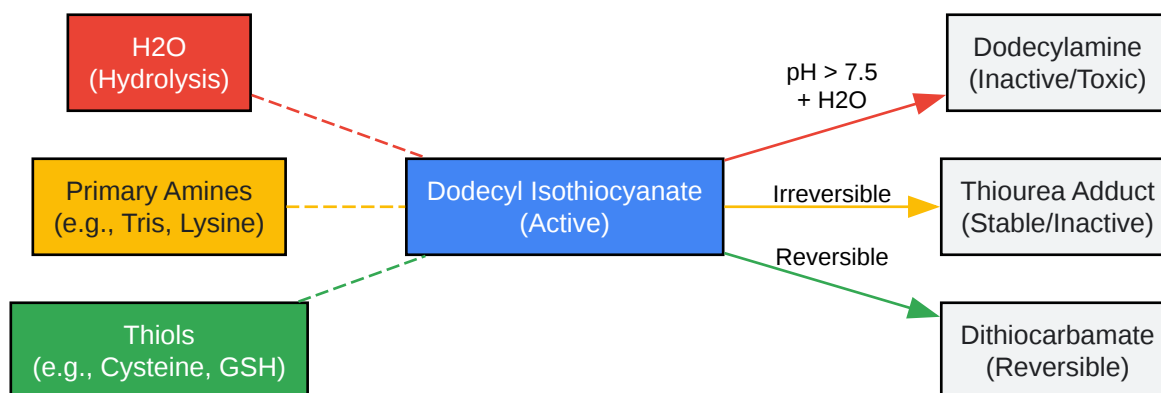 H2O
(Hydrolysis)
Primary Amines
(e.g., Tris, Lysine)
Thiols
(e.g., Cysteine, GSH)
Dodecyl Isothiocyanate
(Active)
pH > 7.5
+ H2O
Irreversible
Reversible
Dodecylamine
(Inactive/Toxic)
Thiourea Adduct
(Stable/Inactive)
Dithiocarbamate
(Reversible)